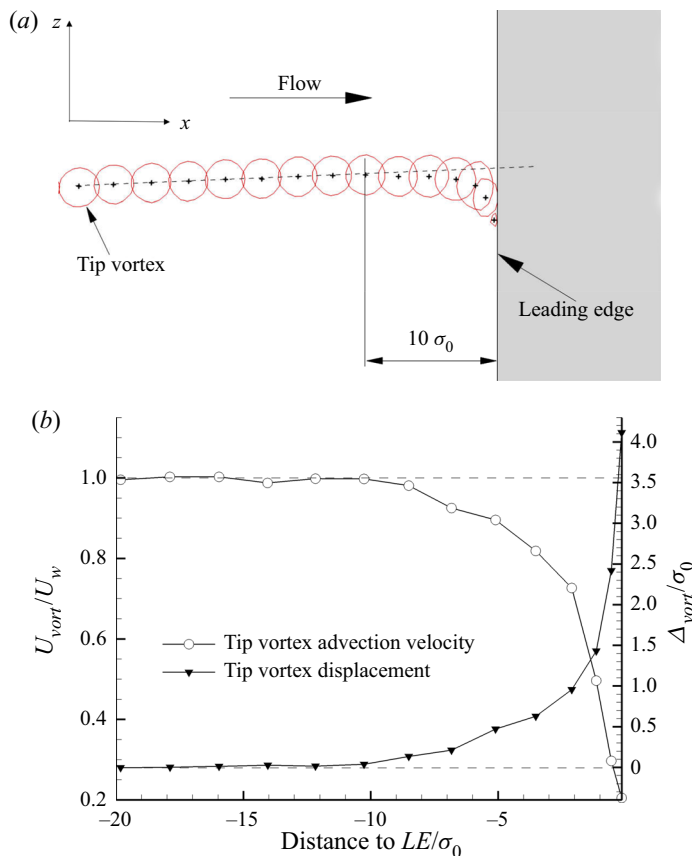 (a)
z
x
Flow
Tip vortex
Leading edge
10 σ0
(b)
1.0
0.8
0.6
0.4
0.2
Uvort/Uw
Tip vortex advection velocity
Tip vortex displacement
4.0
3.5
3.0
2.5
2.0
1.5
1.0
0.5
0
Δvort/σ0
–20
–15
–10
–5
Distance to LE/σ0